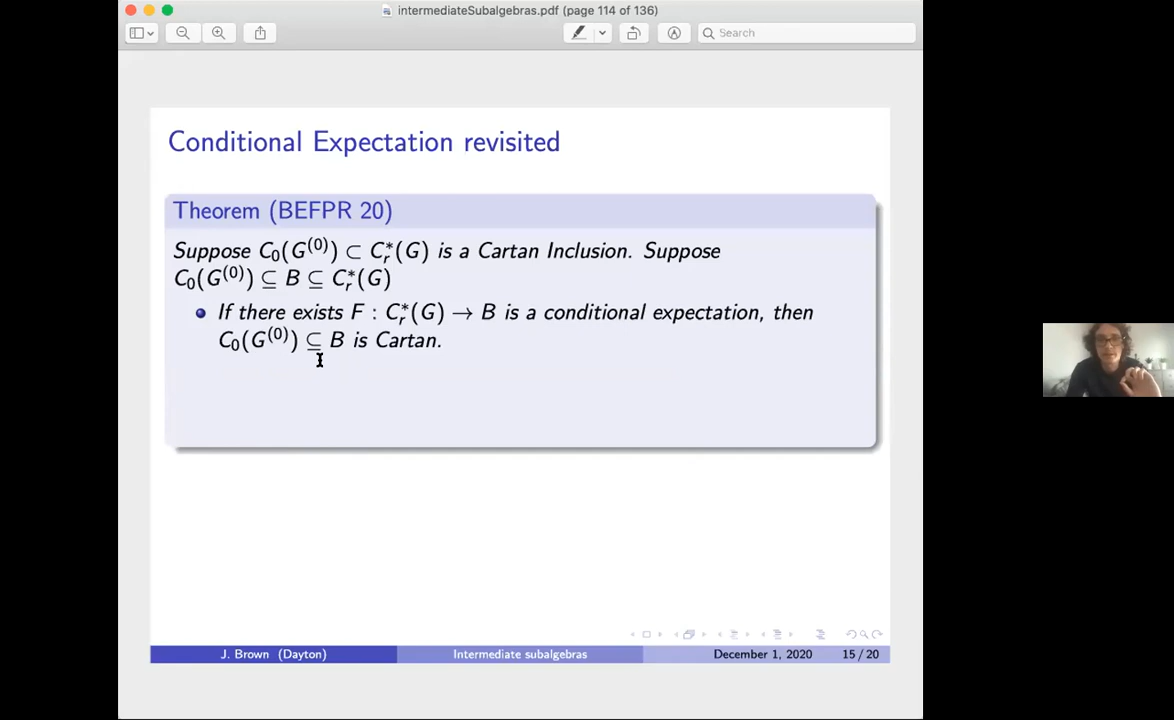 intermediateSubalgebras.pdf (page 114 of 136)
Search
Conditional Expectation revisited
Theorem (BEFPR 20)
Suppose C₀(G⁽⁰⁾) ⊂ C*ᵣ(G) is a Cartan Inclusion. Suppose
C₀(G⁽⁰⁾) ⊆ B ⊆ C*ᵣ(G)
If there exists F : C*ᵣ(G) → B is a conditional expectation, then
C₀(G⁽⁰⁾) ⊆ B is Cartan.
J. Brown (Dayton) Intermediate subalgebras December 1, 2020 15 / 20